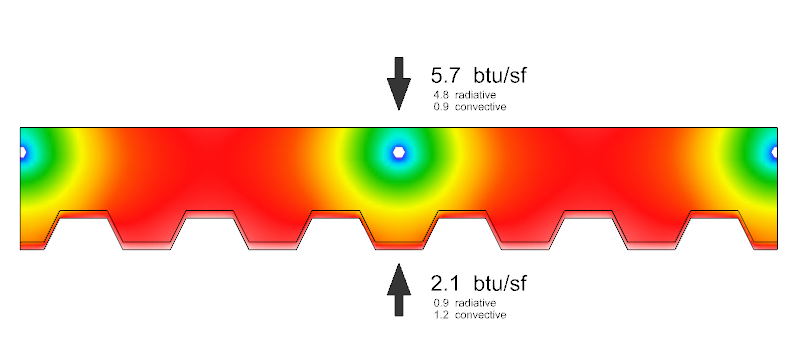 5.7 btu/sf
4.8 radiative
0.9 convective
2.1 btu/sf
0.9 radiative
1.2 convective